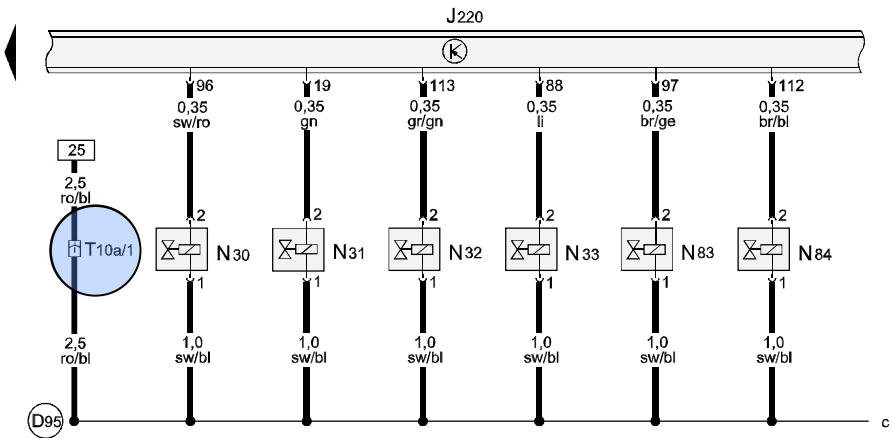 J220
K
96 19 113 88 97 112
0,35 0,35 0,35 0,35 0,35 0,35
sw/ro gn gr/gn li br/ge br/bl
25
2,5
ro/bl
2 2 2 2 2 2
T10a/1 N30 N31 N32 N33 N83 N84
1 1 1 1 1 1
2,5 1,0 1,0 1,0 1,0 1,0 1,0
ro/bl sw/bl sw/bl sw/bl sw/bl sw/bl sw/bl
D95 c